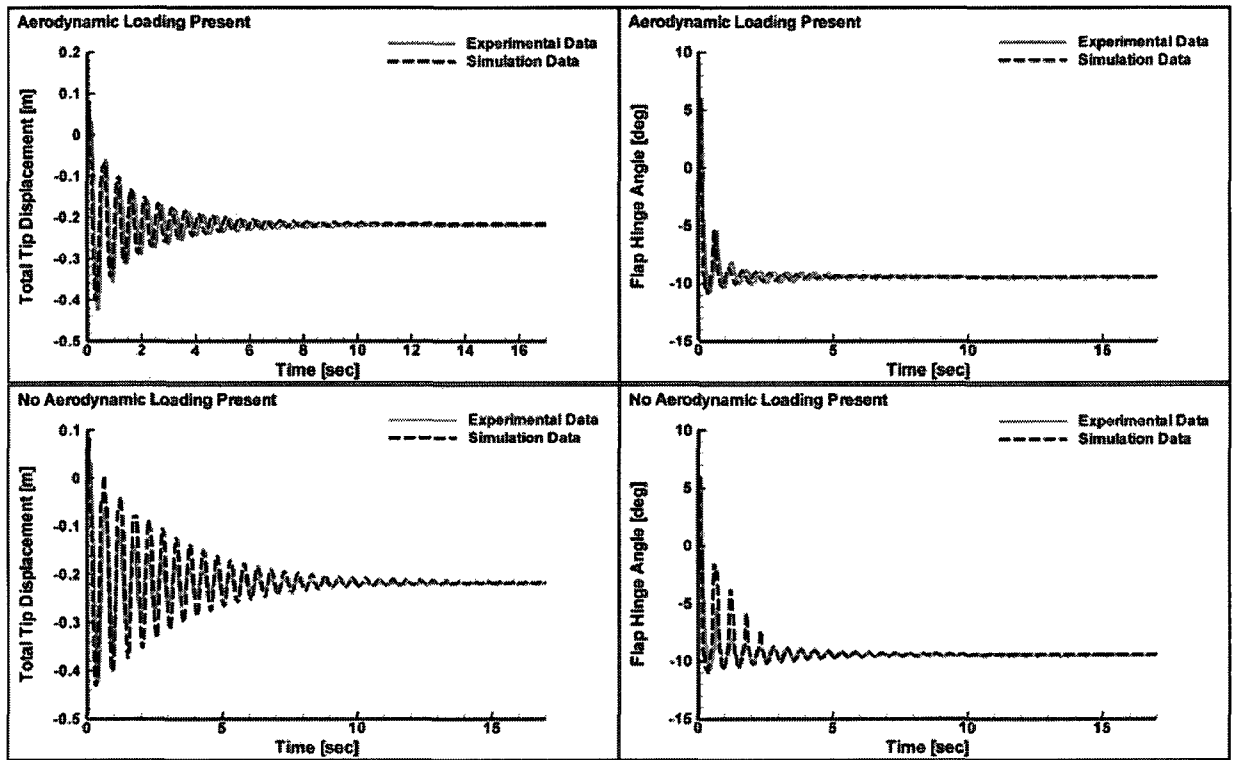 Aerodynamic Loading Present
Experimental Data
Simulation Data
Total Tip Displacement [m]
0.2
0.1
0
-0.1
-0.2
-0.3
-0.4
-0.5
0 2 4 6 8 10 12 14 16
Time [sec]
Aerodynamic Loading Present
Experimental Data
Simulation Data
Flap Hinge Angle [deg]
10
5
0
-5
-10
-15
0 5 10 15
Time [sec]
No Aerodynamic Loading Present
Experimental Data
Simulation Data
Total Tip Displacement [m]
0.1
0
-0.1
-0.2
-0.3
-0.4
-0.5
0 5 10 15
Time [sec]
No Aerodynamic Loading Present
Experimental Data
Simulation Data
Flap Hinge Angle [deg]
10
5
0
-5
-10
-15
0 5 10 15
Time [sec]